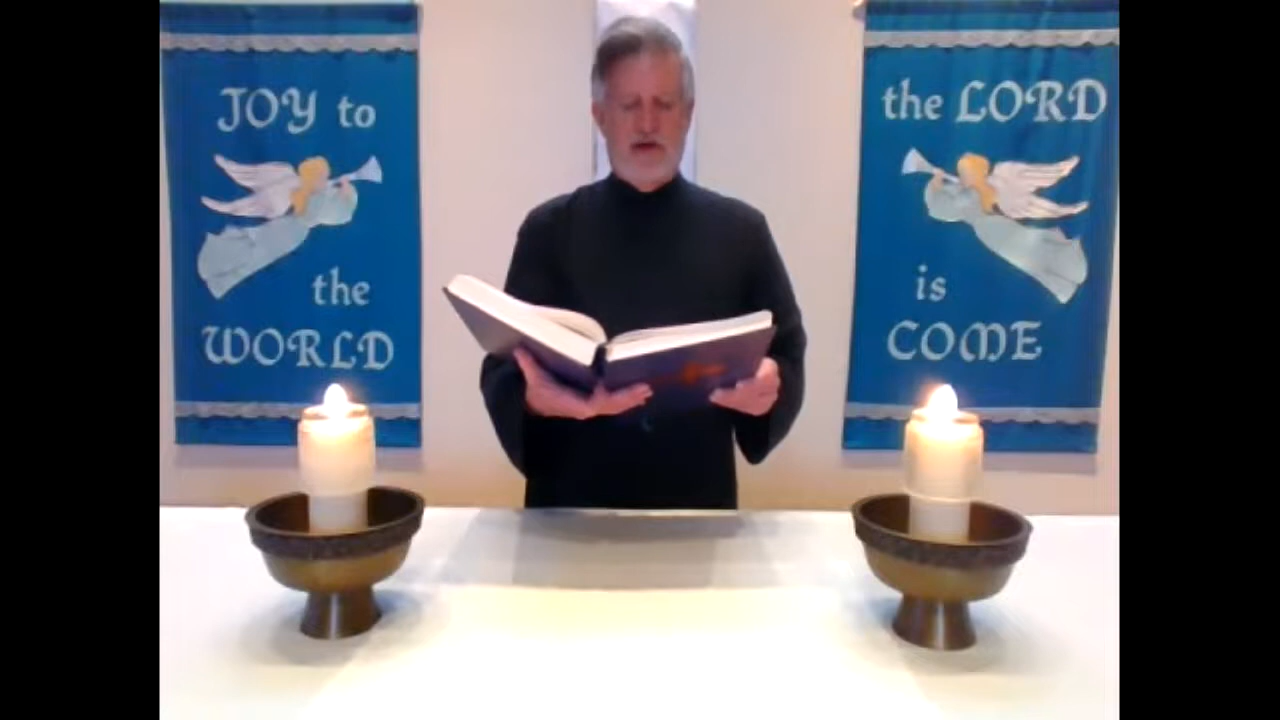 JOY to
the
WORLD
the LORD
is
COME